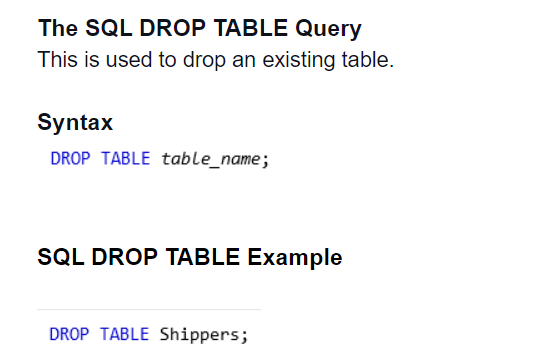 The SQL DROP TABLE Query
This is used to drop an existing table.
Syntax
DROP TABLE table_name;
SQL DROP TABLE Example
DROP TABLE Shippers;